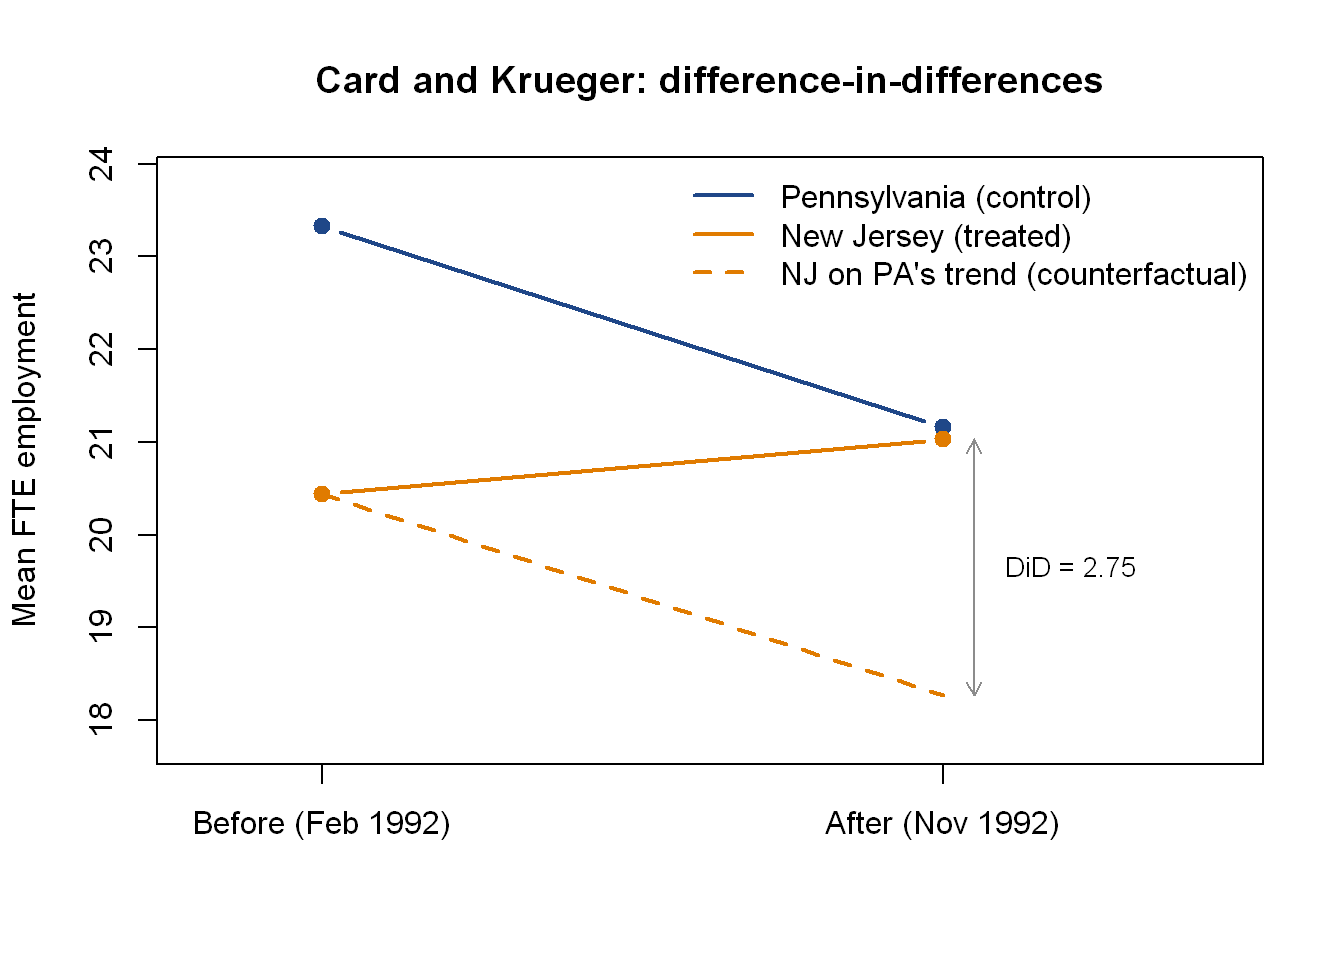 Card and Krueger: difference-in-differences
24
23
22
21
20
19
18
Mean FTE employment
Pennsylvania (control)
New Jersey (treated)
NJ on PA's trend (counterfactual)
DiD = 2.75
Before (Feb 1992)
After (Nov 1992)